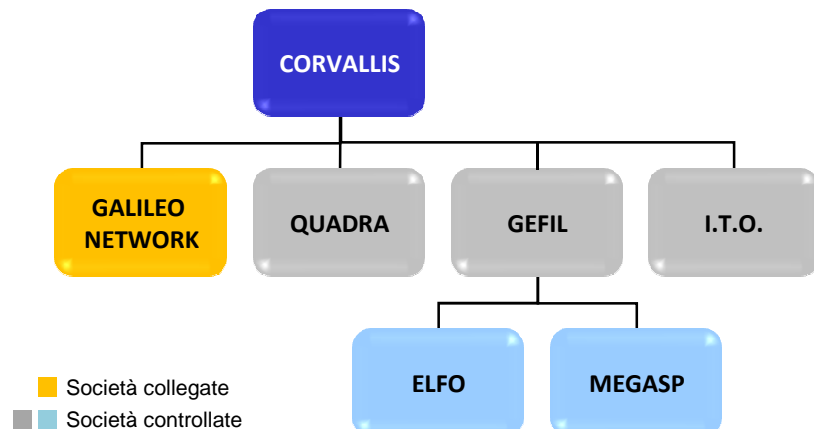 CORVALLIS
GALILEO
NETWORK
QUADRA
GEFIL
I.T.O.
ELFO
MEGASP
Società collegate
Società controllate